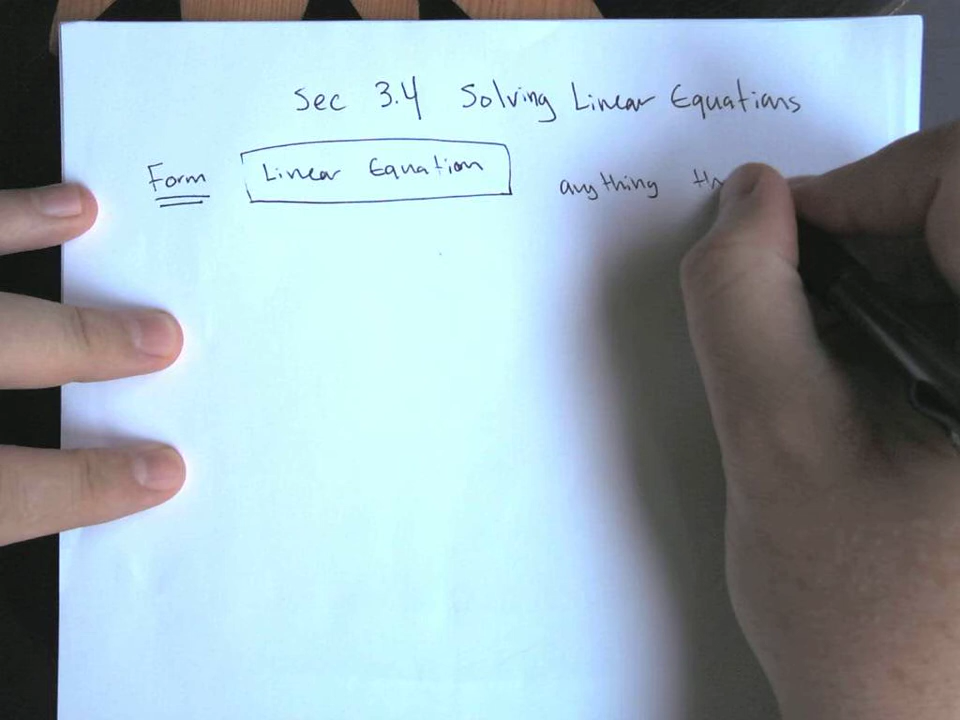 Sec 3.4 Solving Linear Equations
Form Linear Equation anything